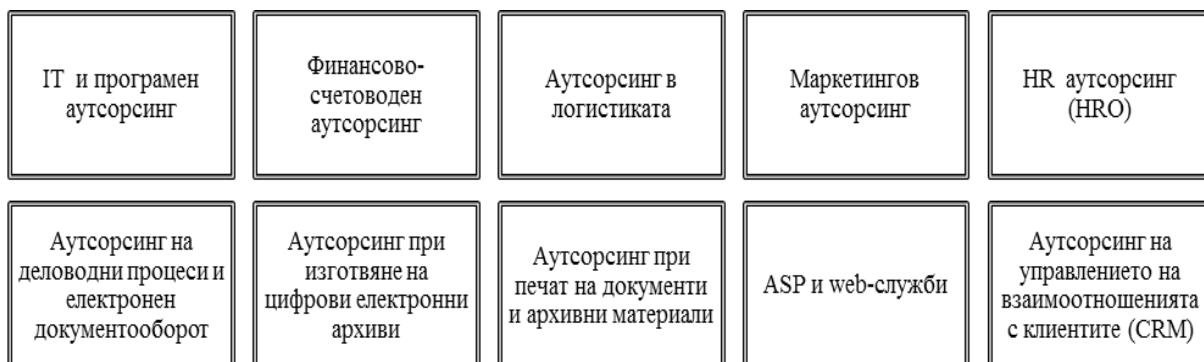 IT и програмен
аутсорсинг
Финансово-
счетоводен
аутсорсинг
Аутсорсинг в
логистиката
Маркетингов
аутсорсинг
HR аутсорсинг
(HRO)
Аутсорсинг на
деловодни процеси и
електронен
документооборот
Аутсорсинг при
изготвяне на
цифрови електронни
архиви
Аутсорсинг при
печат на документи
и архивни материали
ASP и web-служби
Аутсорсинг на
управлението на
взаимоотношенията
с клиентите (CRM)